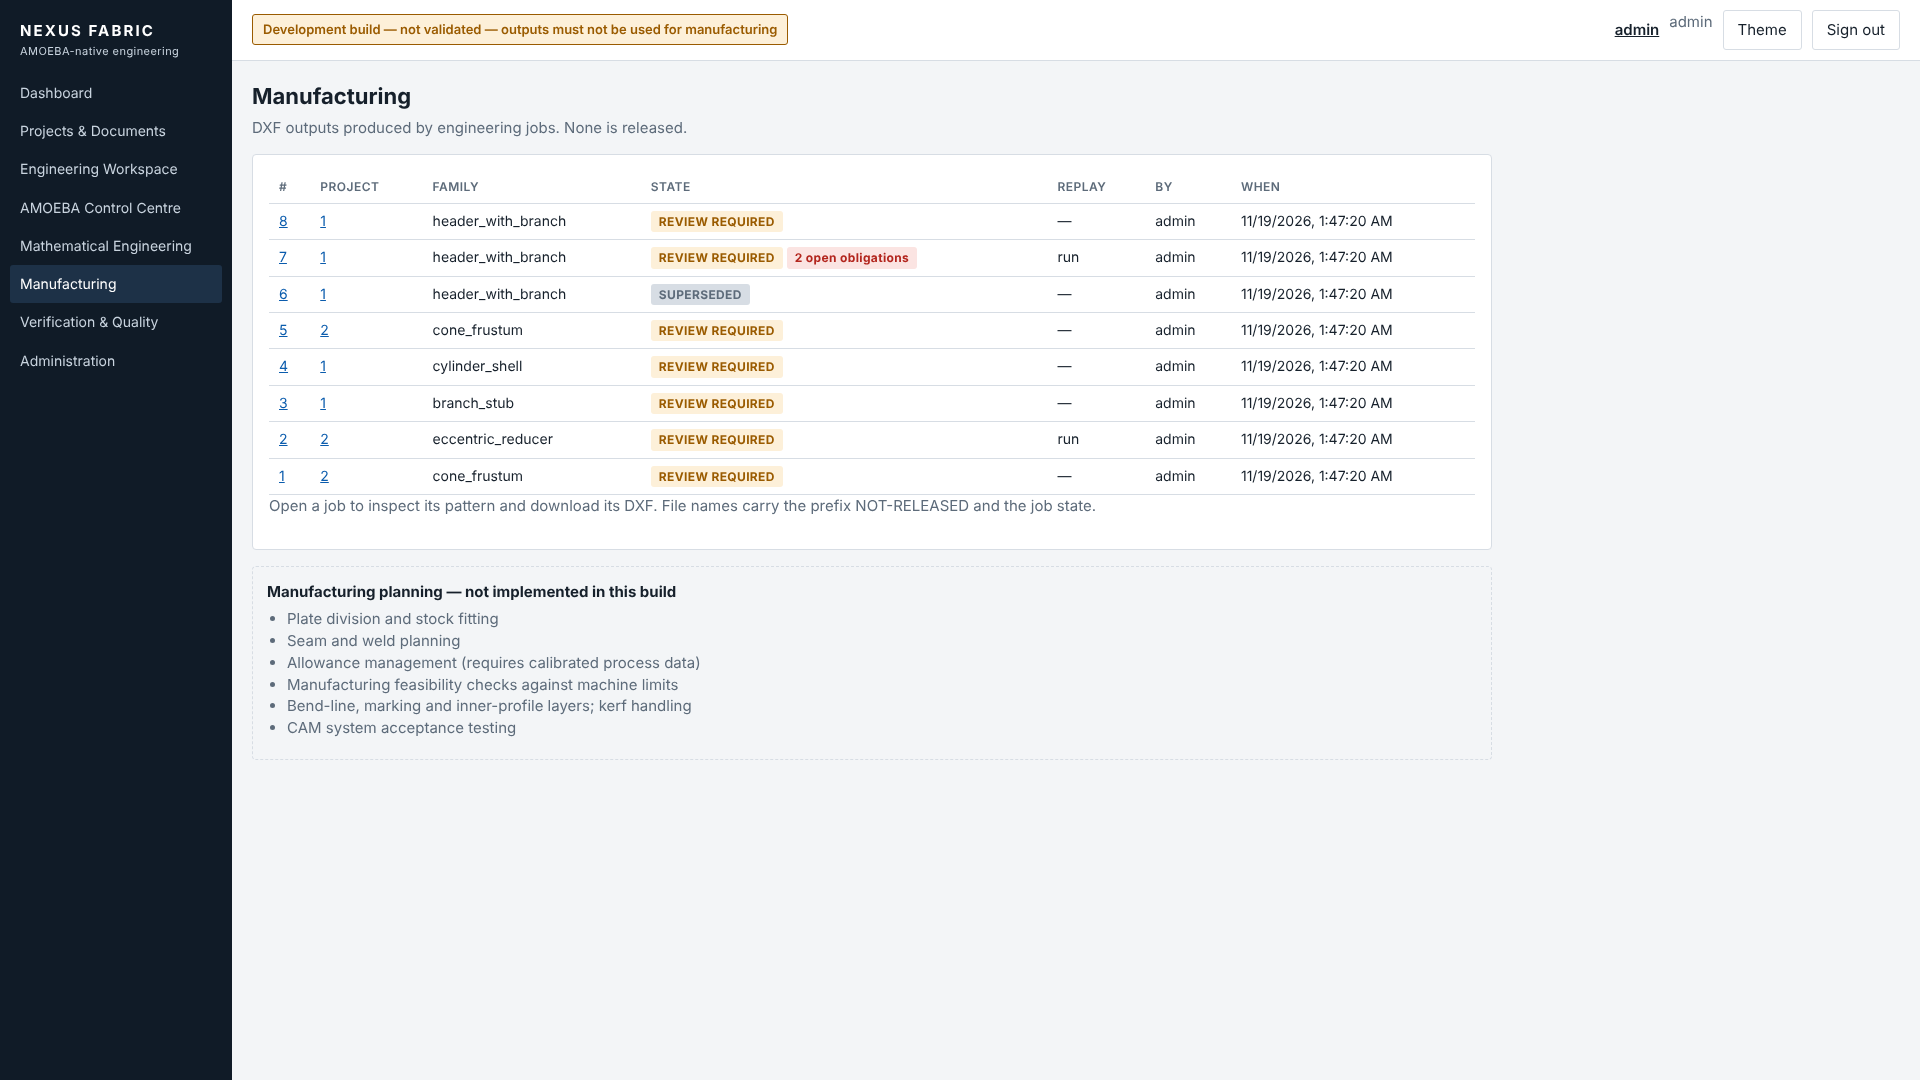 NEXUS FABRIC
AMOEBA-native engineering
Dashboard
Projects & Documents
Engineering Workspace
AMOEBA Control Centre
Mathematical Engineering
Manufacturing
Verification & Quality
Administration
Development build — not validated — outputs must not be used for manufacturing
admin admin Theme Sign out
Manufacturing
DXF outputs produced by engineering jobs. None is released.
# PROJECT FAMILY STATE REPLAY BY WHEN
8 1 header_with_branch REVIEW REQUIRED — admin 11/19/2026, 1:47:20 AM
7 1 header_with_branch REVIEW REQUIRED 2 open obligations run admin 11/19/2026, 1:47:20 AM
6 1 header_with_branch SUPERSEDED — admin 11/19/2026, 1:47:20 AM
5 2 cone_frustum REVIEW REQUIRED — admin 11/19/2026, 1:47:20 AM
4 1 cylinder_shell REVIEW REQUIRED — admin 11/19/2026, 1:47:20 AM
3 1 branch_stub REVIEW REQUIRED — admin 11/19/2026, 1:47:20 AM
2 2 eccentric_reducer REVIEW REQUIRED run admin 11/19/2026, 1:47:20 AM
1 2 cone_frustum REVIEW REQUIRED — admin 11/19/2026, 1:47:20 AM
Open a job to inspect its pattern and download its DXF. File names carry the prefix NOT-RELEASED and the job state.
Manufacturing planning — not implemented in this build
• Plate division and stock fitting
• Seam and weld planning
• Allowance management (requires calibrated process data)
• Manufacturing feasibility checks against machine limits
• Bend-line, marking and inner-profile layers; kerf handling
• CAM system acceptance testing